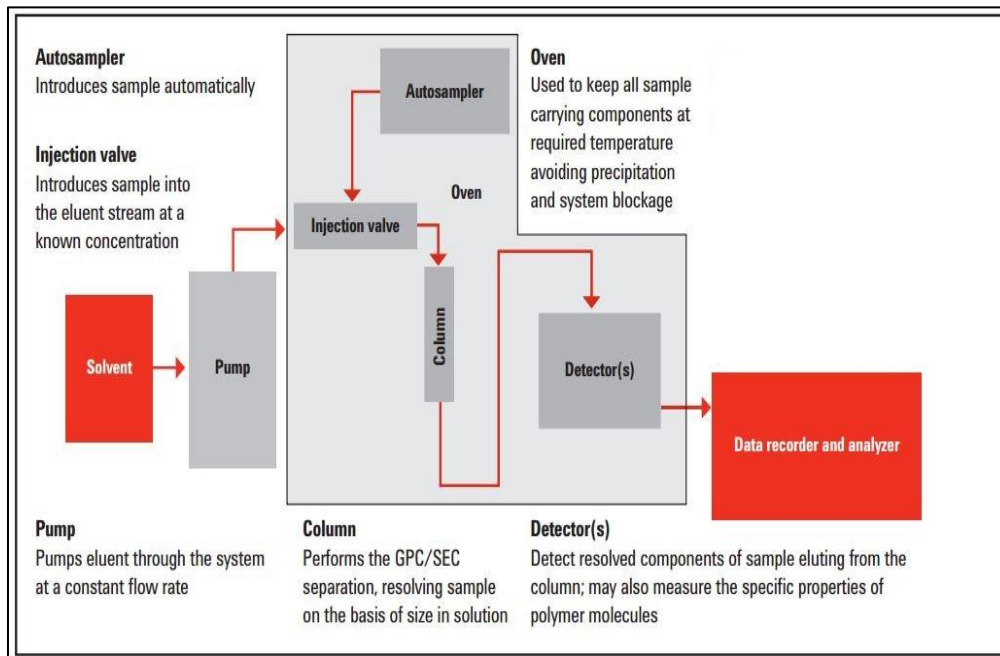 Autosampler
Introduces sample automatically
Injection valve
Introduces sample into
the eluent stream at a
known concentration
Autosampler
Oven
Injection valve
Column
Oven
Used to keep all sample
carrying components at
required temperature
avoiding precipitation
and system blockage
Solvent
Pump
Detector(s)
Data recorder and analyzer
Pump
Pumps eluent through the system
at a constant flow rate
Column
Performs the GPC/SEC
separation, resolving sample
on the basis of size in solution
Detector(s)
Detect resolved components of sample eluting from the
column; may also measure the specific properties of
polymer molecules